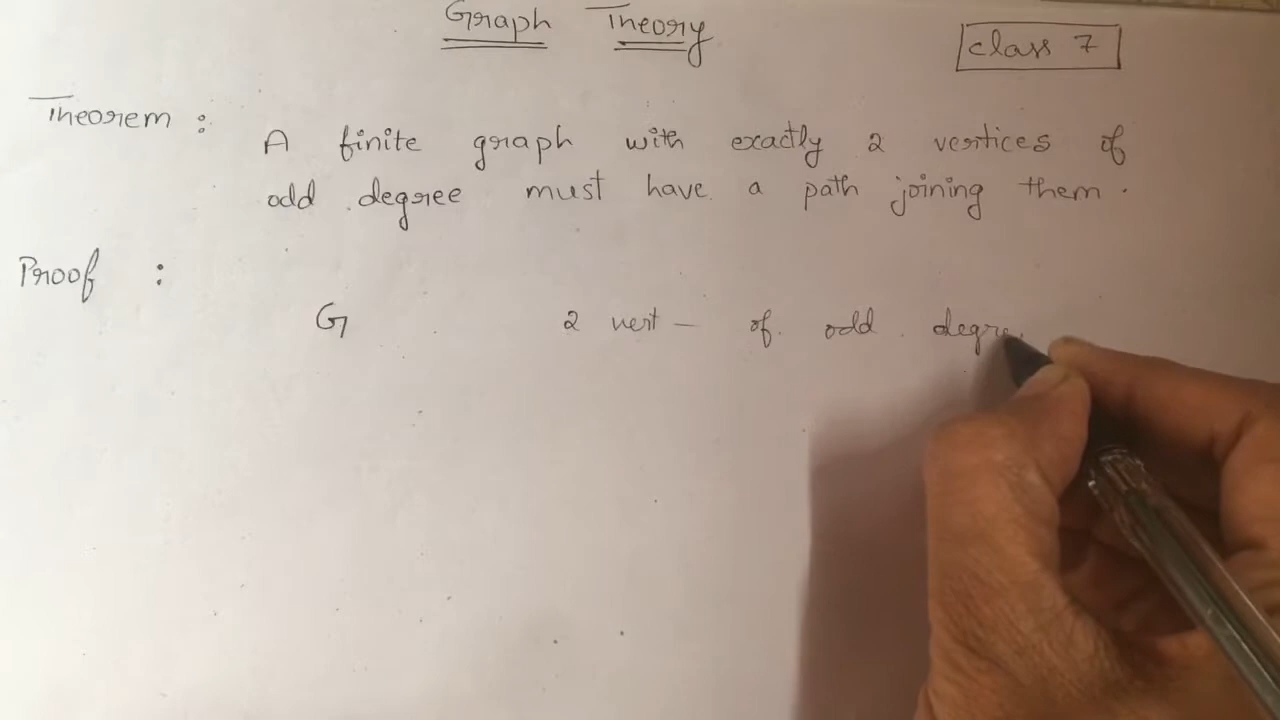 Graph Theory
class 7
Theorem :
A finite graph with exactly 2 vertices of
odd degree must have a path joining them.
Proof :
G 2 vert – of odd degre